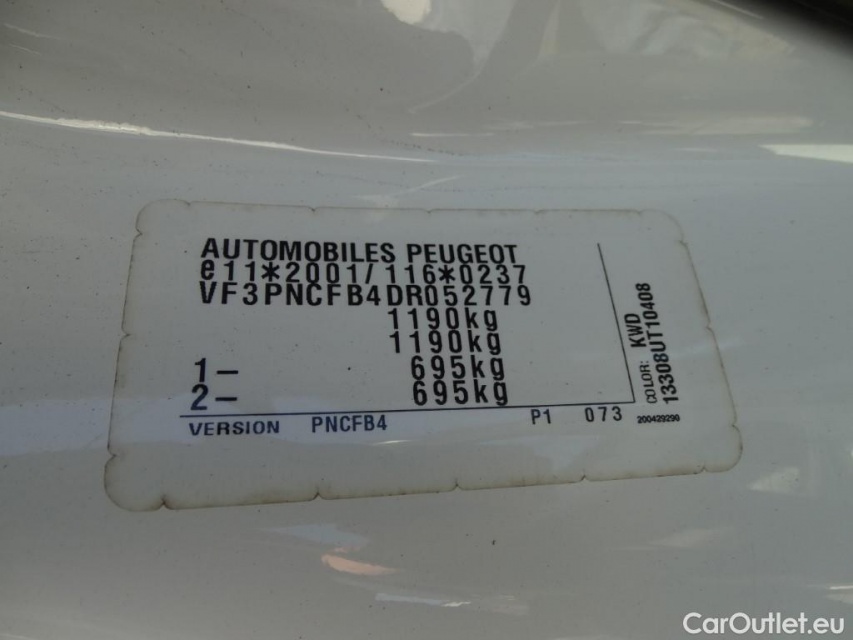 AUTOMOBILES PEUGEOT
e11*2001/116*0237
VF3PNCFB4DR052779
1190kg
1190kg
1- 695kg
2- 695kg
VERSION PNCFB4 P1 073
COLOR: KWD
13308UT10408
200429290
CarOutlet.eu